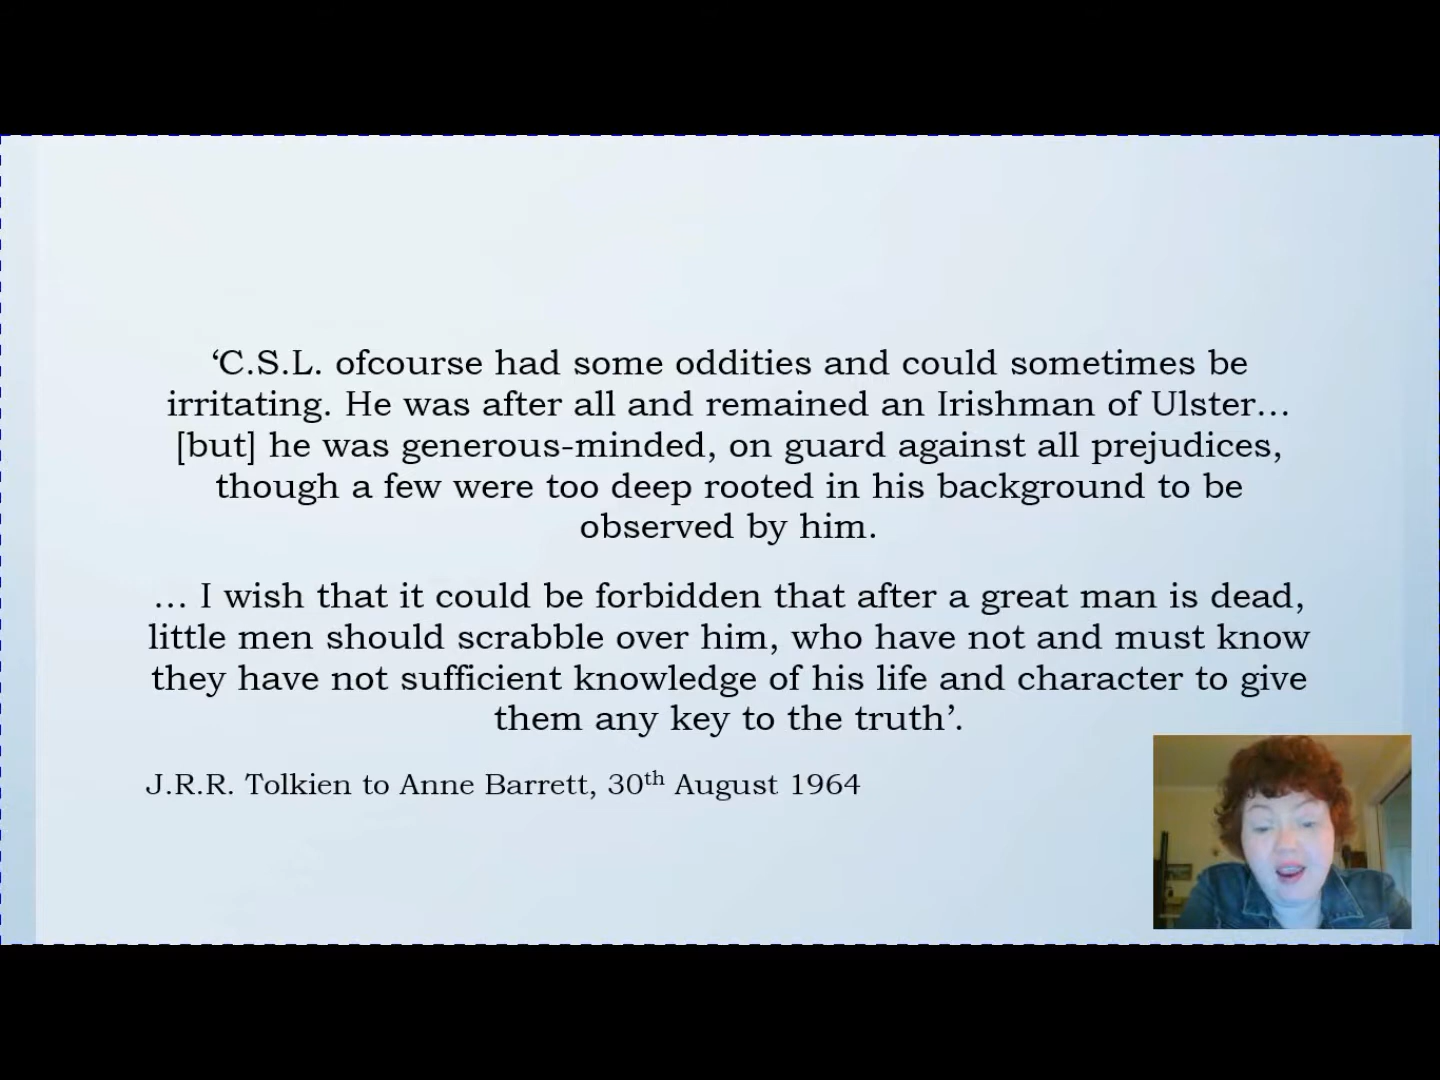 ‘C.S.L. ofcourse had some oddities and could sometimes be
irritating. He was after all and remained an Irishman of Ulster…
[but] he was generous-minded, on guard against all prejudices,
though a few were too deep rooted in his background to be
observed by him.
… I wish that it could be forbidden that after a great man is dead,
little men should scrabble over him, who have not and must know
they have not sufficient knowledge of his life and character to give
them any key to the truth’.
J.R.R. Tolkien to Anne Barrett, 30th August 1964